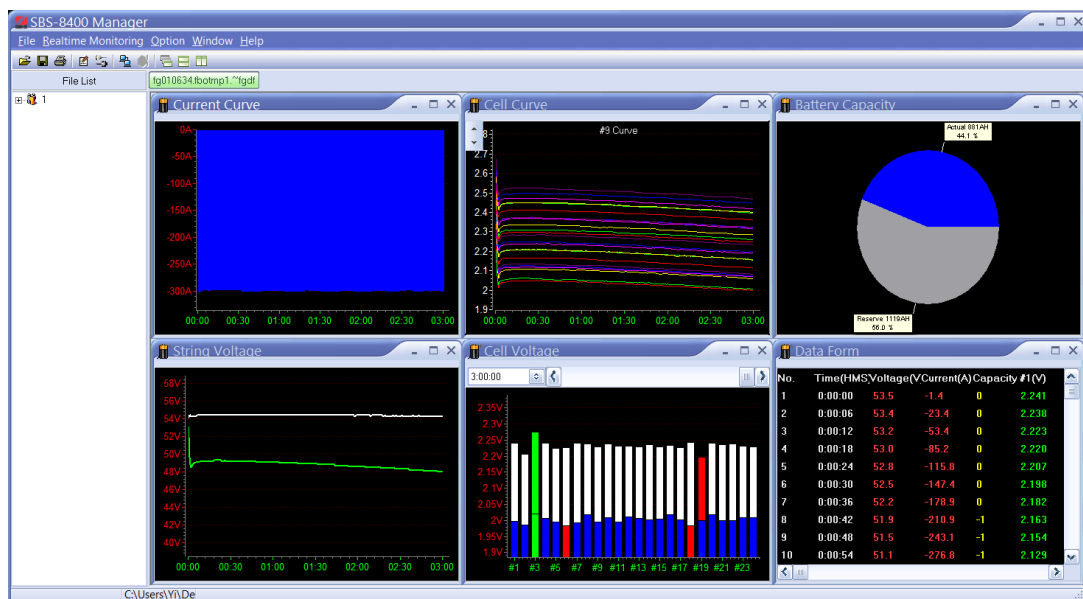 SBS-8400 Manager
File Realtime Monitoring Option Window Help
File List
fg010634.fbotmp1.~fgdf
1
Current Curve
0A
-50A
-100A
-150A
-200A
-250A
-300A
00:00 00:30 01:00 01:30 02:00 02:30 03:00
Cell Curve
#9 Curve
2.7
2.6
2.5
2.4
2.3
2.2
2.1
2
1.9
00:00 00:30 01:00 01:30 02:00 02:30 03:00
Battery Capacity
Actual 881AH
44.1 %
Reserve 1119AH
String Voltage
58V
56V
54V
52V
50V
48V
46V
44V
42V
40V
00:00 00:30 01:00 01:30 02:00 02:30 03:00
Cell Voltage
3:00:00
2.35V
2.3V
2.25V
2.2V
2.15V
2.1V
2.05V
2V
1.95V
1.9V
#1 #3 #5 #7 #9 #11 #13 #15 #17 #19 #21 #23
Data Form
No. Time(HMS) Voltage(V Current(A) Capacity #1(V)
1 0:00:00 53.5 -1.4 0 2.241
2 0:00:06 53.4 -23.4 0 2.238
3 0:00:12 53.2 -53.4 0 2.223
4 0:00:18 53.0 -85.2 0 2.220
5 0:00:24 52.8 -115.8 0 2.207
6 0:00:30 52.5 -147.4 0 2.198
7 0:00:36 52.2 -178.9 0 2.182
8 0:00:42 51.9 -210.9 -1 2.163
9 0:00:48 51.5 -243.1 -1 2.154
10 0:00:54 51.1 -276.8 -1 2.129
C:\Users\Yi\De